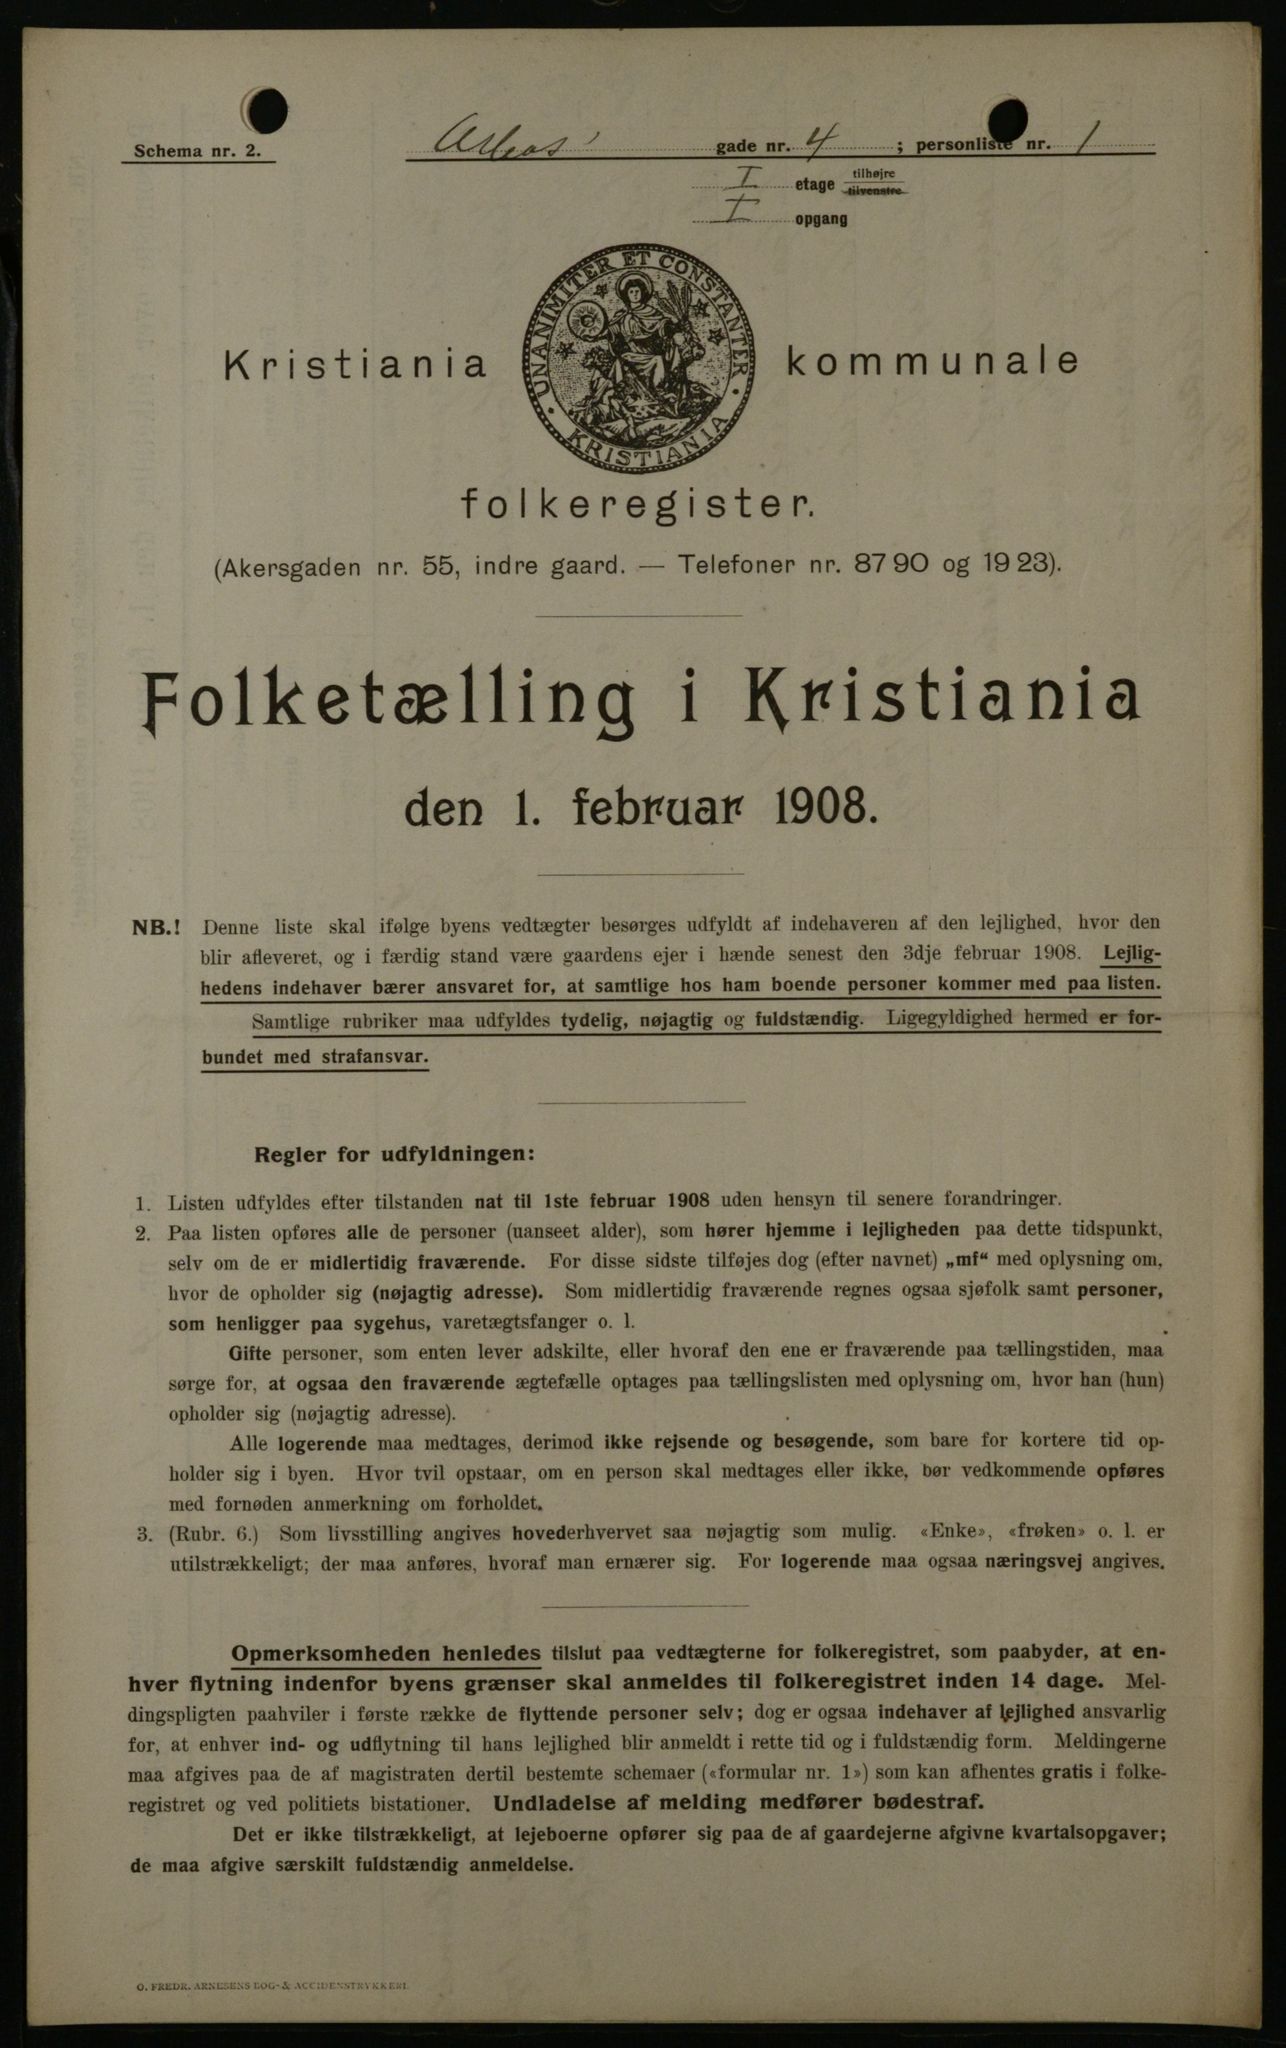 Schema nr. 2. Arbos' gade nr. 4 ; personliste nr. 1
I etage tilhøjre tilvenstre
I opgang
UNANIMITER ET CONSTANTER
KRISTIANIA
Kristiania kommunale
folkeregister.
(Akersgaden nr. 55, indre gaard. — Telefoner nr. 87 90 og 19 23).
Folketælling i Kristiania
den 1. februar 1908.
NB.! Denne liste skal ifølge byens vedtægter besørges udfyldt af indehaveren af den lejlighed, hvor den
blir afleveret, og i færdig stand være gaardens ejer i hænde senest den 3dje februar 1908. Lejlig-
hedens indehaver bærer ansvaret for, at samtlige hos ham boende personer kommer med paa listen.
Samtlige rubriker maa udfyldes tydelig, nøjagtig og fuldstændig. Ligegyldighed hermed er for-
bundet med strafansvar.
Regler for udfyldningen:
1. Listen udfyldes efter tilstanden nat til 1ste februar 1908 uden hensyn til senere forandringer.
2. Paa listen opføres alle de personer (uanseet alder), som hører hjemme i lejligheden paa dette tidspunkt,
selv om de er midlertidig fraværende. For disse sidste tilføjes dog (efter navnet) „mf“ med oplysning om,
hvor de opholder sig (nøjagtig adresse). Som midlertidig fraværende regnes ogsaa sjøfolk samt personer,
som henligger paa sygehus, varetægtsfanger o. l.
Gifte personer, som enten lever adskilte, eller hvoraf den ene er fraværende paa tællingstiden, maa
sørge for, at ogsaa den fraværende ægtefælle optages paa tællingslisten med oplysning om, hvor han (hun)
opholder sig (nøjagtig adresse).
Alle logerende maa medtages, derimod ikke rejsende og besøgende, som bare for kortere tid op-
holder sig i byen. Hvor tvil opstaar, om en person skal medtages eller ikke, bør vedkommende opføres
med fornøden anmerkning om forholdet.
3. (Rubr. 6.) Som livsstilling angives hovederhvervet saa nøjagtig som mulig. «Enke», «frøken» o. l. er
utilstrækkeligt; der maa anføres, hvoraf man ernærer sig. For logerende maa ogsaa næringsvej angives.
Opmerksomheden henledes tilslut paa vedtægterne for folkeregistret, som paabyder, at en-
hver flytning indenfor byens grænser skal anmeldes til folkeregistret inden 14 dage. Mel-
dingspligten paahviler i første række de flyttende personer selv; dog er ogsaa indehaver af lejlighed ansvarlig
for, at enhver ind- og udflytning til hans lejlighed blir anmeldt i rette tid og i fuldstændig form. Meldingerne
maa afgives paa de af magistraten dertil bestemte schemaer («formular nr. 1») som kan afhentes gratis i folke-
registret og ved politiets bistationer. Undladelse af melding medfører bødestraf.
Det er ikke tilstrækkeligt, at lejeboerne opfører sig paa de af gaardejerne afgivne kvartalsopgaver;
de maa afgive særskilt fuldstændig anmeldelse.
O. FREDR. ARNESENS BOG- & ACCIDENSTRYKKERI.